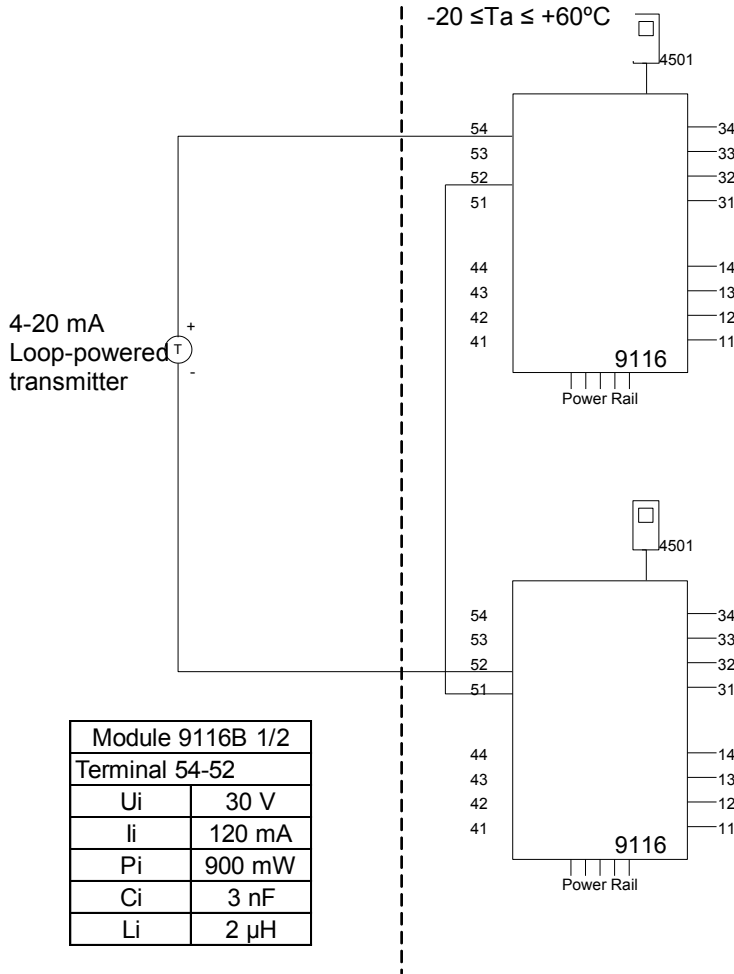 -20 ≤Ta ≤ +60ºC
4501
54
53
52
51
44
43
42
41
34
33
32
31
14
13
12
11
9116
Power Rail
4-20 mA
Loop-powered
transmitter
+
T
-
4501
54
53
52
51
44
43
42
41
34
33
32
31
14
13
12
11
9116
Power Rail
Module 9116B 1/2
Terminal 54-52
Ui 30 V
Ii 120 mA
Pi 900 mW
Ci 3 nF
Li 2 µH